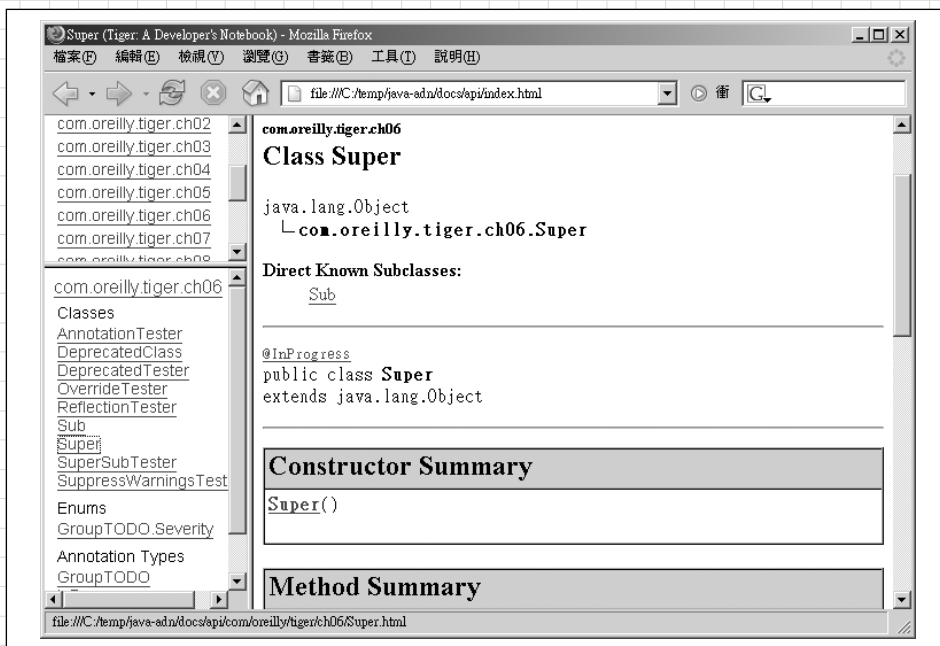 Super (Tiger: A Developer's Notebook) - Mozilla Firefox
檔案(F) 編輯(E) 檢視(V) 瀏覽(G) 書籤(B) 工具(T) 說明(H)
file:///C:/temp/java-adn/docs/api/index.html
衝
G
com.oreilly.tiger.ch02
com.oreilly.tiger.ch03
com.oreilly.tiger.ch04
com.oreilly.tiger.ch05
com.oreilly.tiger.ch06
com.oreilly.tiger.ch07
com.oreilly.tiger.ch06
Classes
AnnotationTester
DeprecatedClass
DeprecatedTester
OverrideTester
ReflectionTester
Sub
Super
SuperSubTester
SuppressWarningsTest
Enums
GroupTODO.Severity
Annotation Types
GroupTODO
com.oreilly.tiger.ch06
Class Super
java.lang.Object
com.oreilly.tiger.ch06.Super
Direct Known Subclasses:
Sub
@InProgress
public class Super
extends java.lang.Object
Constructor Summary
Super()
Method Summary
file:///C:/temp/java-adn/docs/api/com/oreilly/tiger/ch06/Super.html